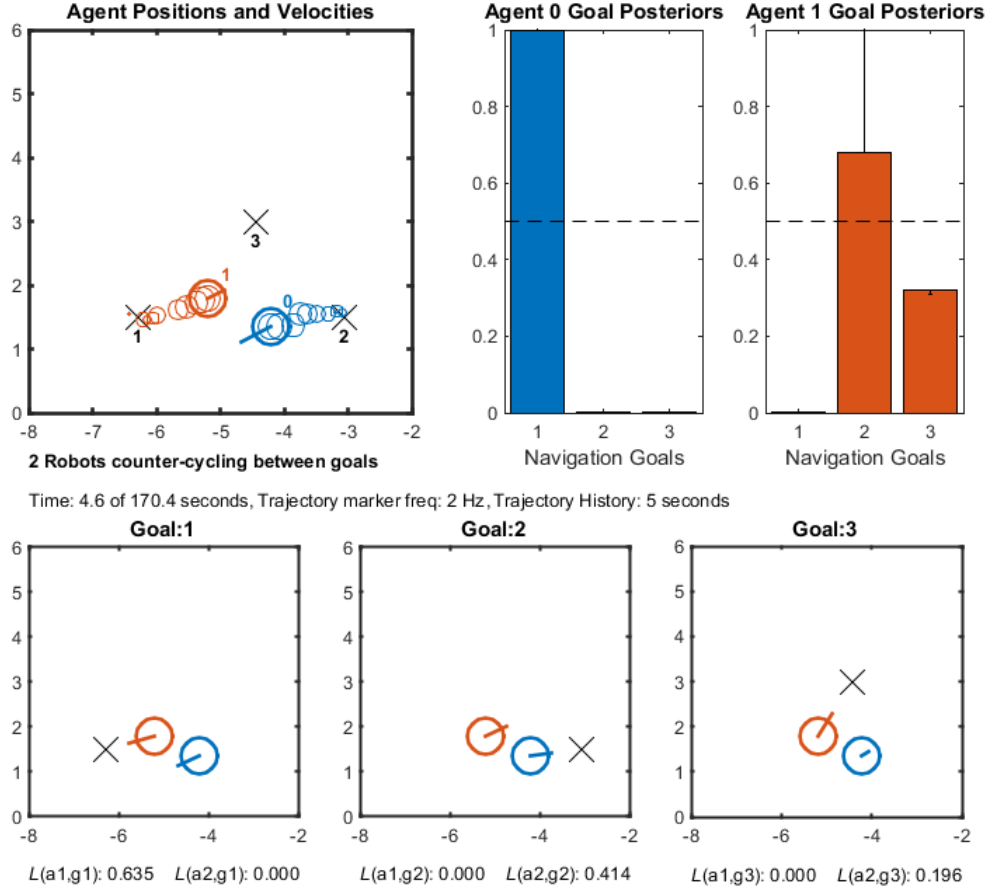 Agent Positions and Velocities
6
5
4
3
2
1
0
-8 -7 -6 -5 -4 -3 -2
3
1
0
1
2
2 Robots counter-cycling between goals
Agent 0 Goal Posteriors
1
0.8
0.6
0.4
0.2
0
1 2 3
Navigation Goals
Agent 1 Goal Posteriors
1
0.8
0.6
0.4
0.2
0
1 2 3
Navigation Goals
Time: 4.6 of 170.4 seconds, Trajectory marker freq: 2 Hz, Trajectory History: 5 seconds
Goal:1
6
5
4
3
2
1
0
-8 -6 -4 -2
L(a1,g1): 0.635 L(a2,g1): 0.000
Goal:2
6
5
4
3
2
1
0
-8 -6 -4 -2
L(a1,g2): 0.000 L(a2,g2): 0.414
Goal:3
6
5
4
3
2
1
0
-8 -6 -4 -2
L(a1,g3): 0.000 L(a2,g3): 0.196